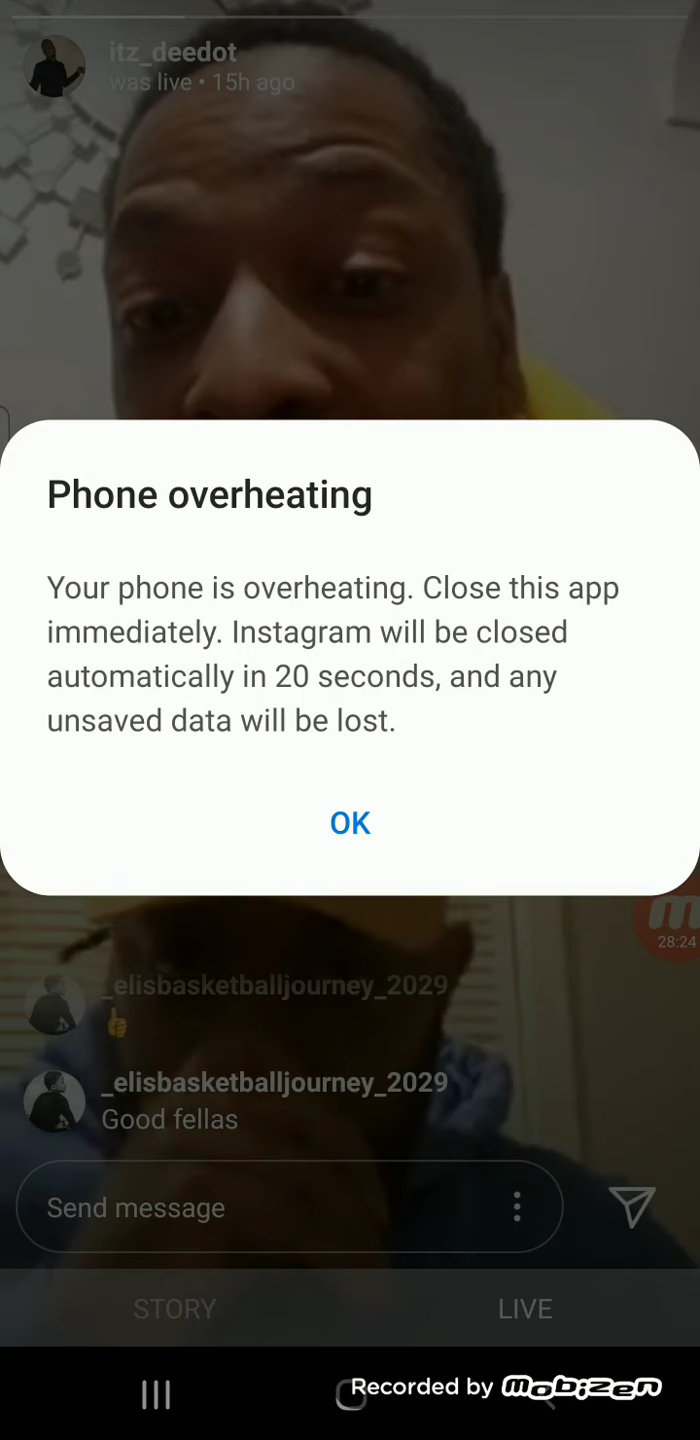 itz_deedot
was live • 15h ago
Phone overheating
Your phone is overheating. Close this app
immediately. Instagram will be closed
automatically in 20 seconds, and any
unsaved data will be lost.
OK
m
28:24
_elisbasketballjourney_2029
👍
_elisbasketballjourney_2029
Good fellas
Send message
STORY LIVE
Recorded by mobizen